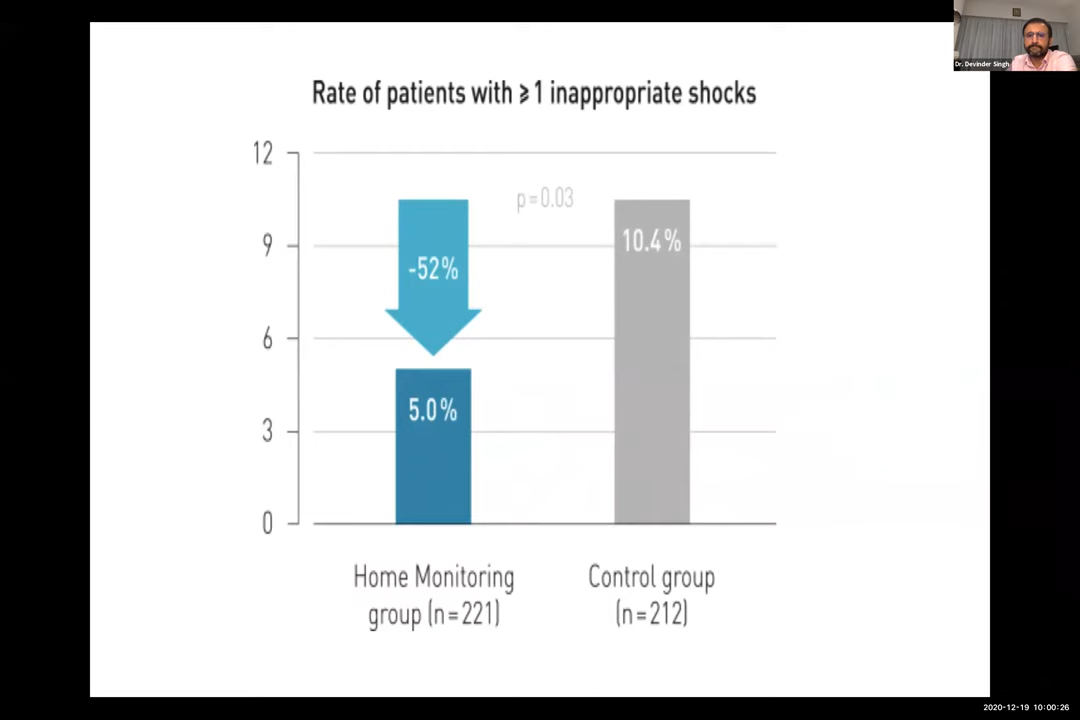 Dr. Devinder Singh
Rate of patients with ⩾1 inappropriate shocks
12
9
6
3
0
p=0.03
-52%
10.4%
5.0%
Home Monitoring
group (n=221)
Control group
(n=212)
2020-12-19 10:00:26